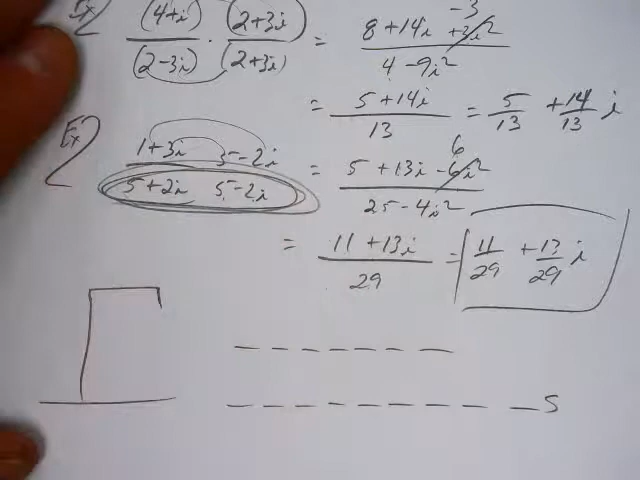 Ex (4+i)/(2-3i) · (2+3i)/(2+3i) = 8+14i +3i² -3/4-9i²
= 5+14i/13 = 5/13 + 14/13 i
Ex 2 1+3i/5+2i 5-2i/5-2i = 5+13i-6i² 6/25-4i²
= 11+13i/29 = 11/29 + 13/29 i
_ _ _ _ _ _ _
_ _ _ _ _ _ _ _ _ S